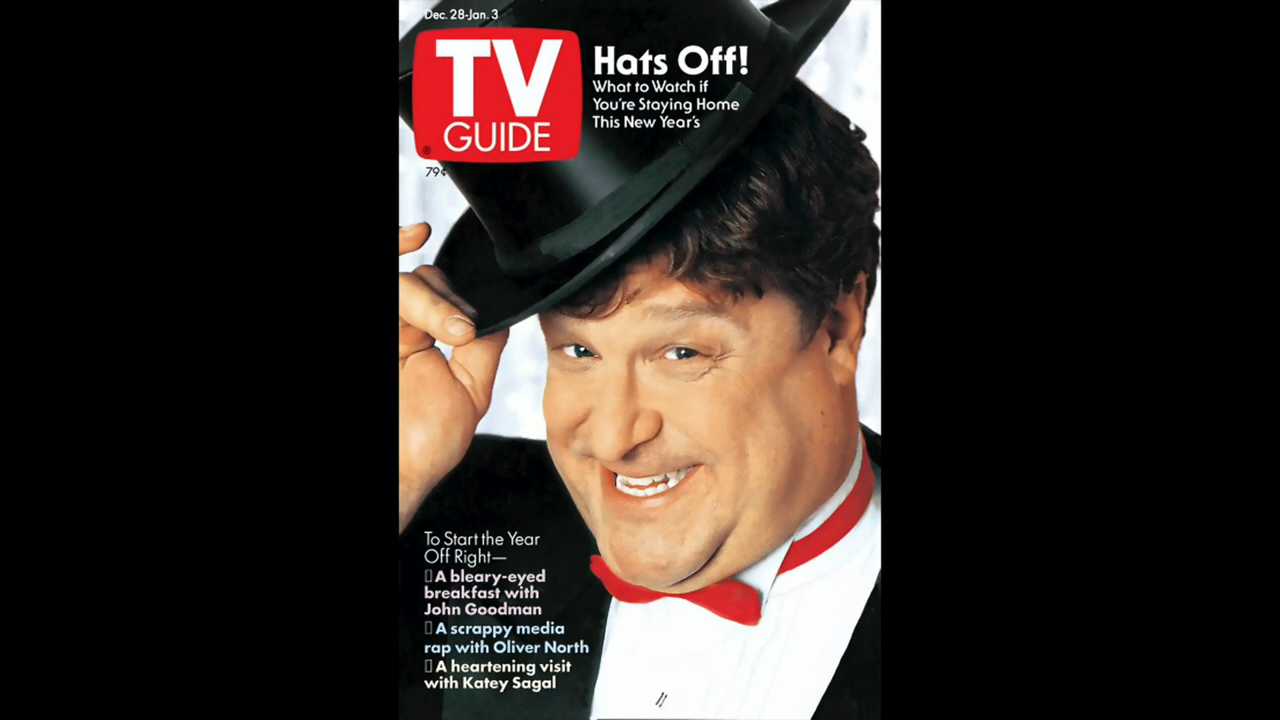 Dec. 28-Jan. 3
TV
GUIDE
®
79¢
Hats Off!
What to Watch if
You're Staying Home
This New Year's
To Start the Year
Off Right—
A bleary-eyed
breakfast with
John Goodman
A scrappy media
rap with Oliver North
A heartening visit
with Katey Sagal